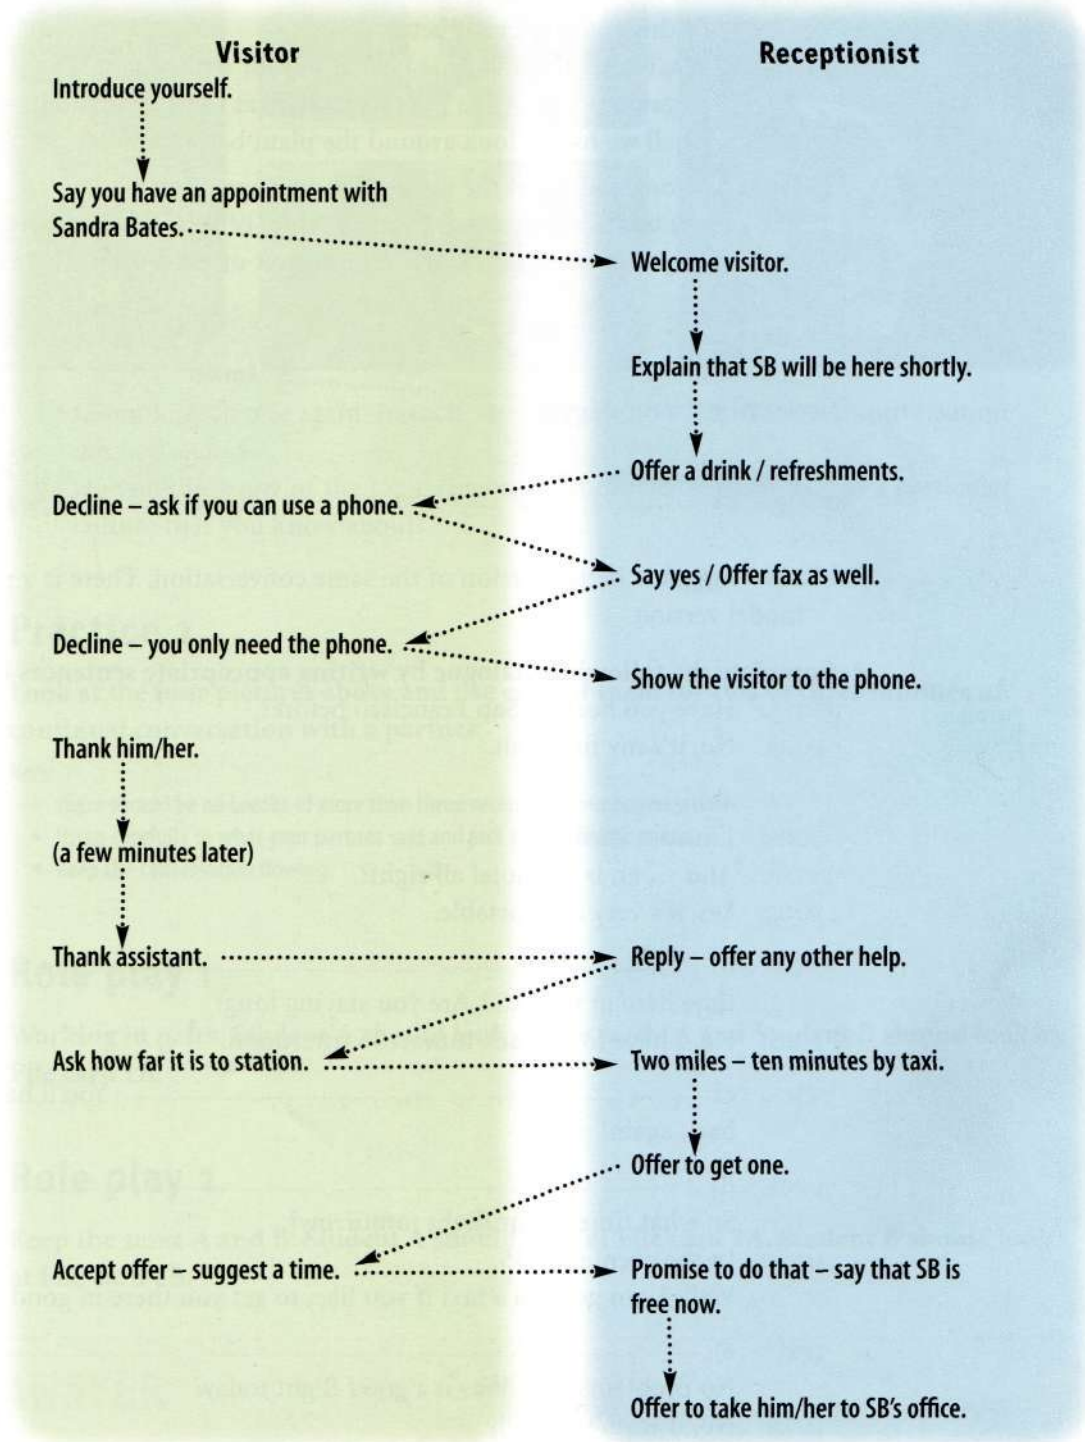 Visitor
Receptionist
Introduce yourself.
Say you have an appointment with
Sandra Bates.
Welcome visitor.
Explain that SB will be here shortly.
Offer a drink / refreshments.
Decline – ask if you can use a phone.
Say yes / Offer fax as well.
Decline – you only need the phone.
Show the visitor to the phone.
Thank him/her.
(a few minutes later)
Thank assistant.
Reply – offer any other help.
Ask how far it is to station.
Two miles – ten minutes by taxi.
Offer to get one.
Accept offer – suggest a time.
Promise to do that – say that SB is
free now.
Offer to take him/her to SB's office.